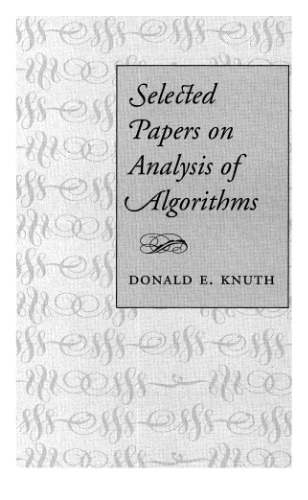 Selected
Papers on
Analysis of
Algorithms
DONALD E. KNUTH